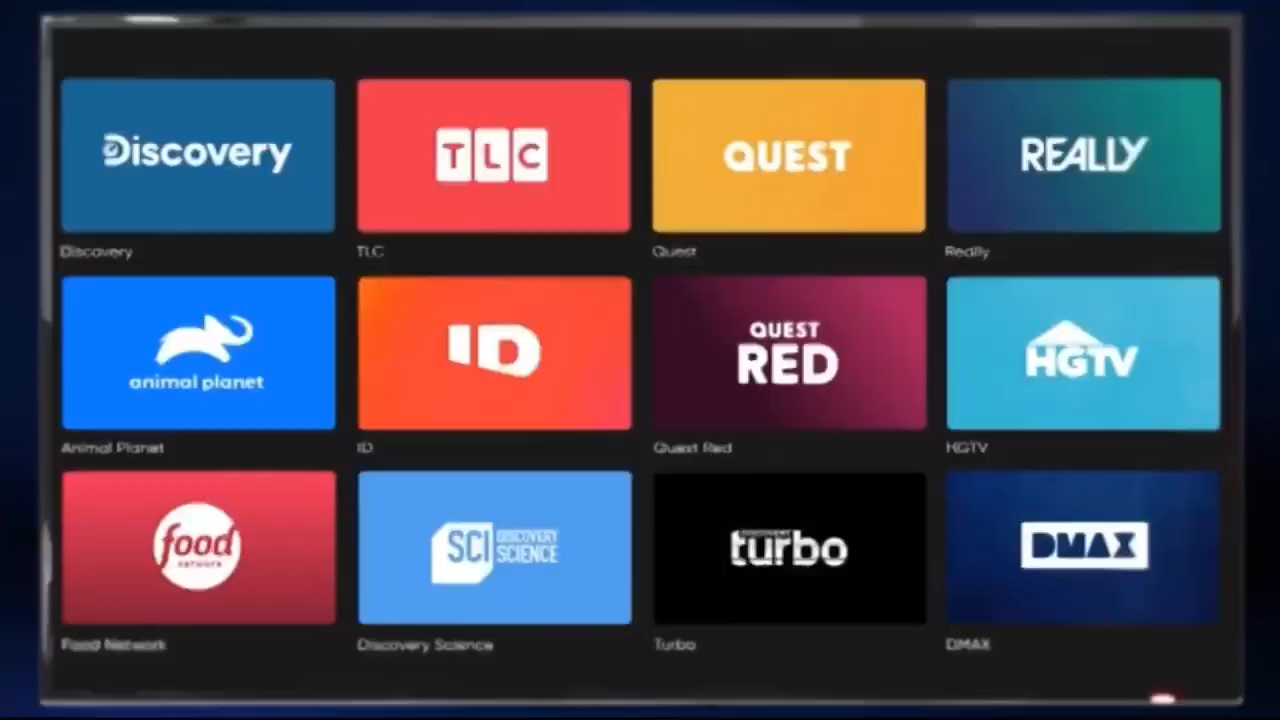 Discovery
TLC
QUEST
REALLY
Discovery
TLC
Quest
Really
animal planet
ID
QUEST
RED
HGTV
Animal Planet
ID
Quest Red
HGTV
food
network
SCI
DISCOVERY
SCIENCE
turbo
DMAX
Food Network
Discovery Science
Turbo
DMAX